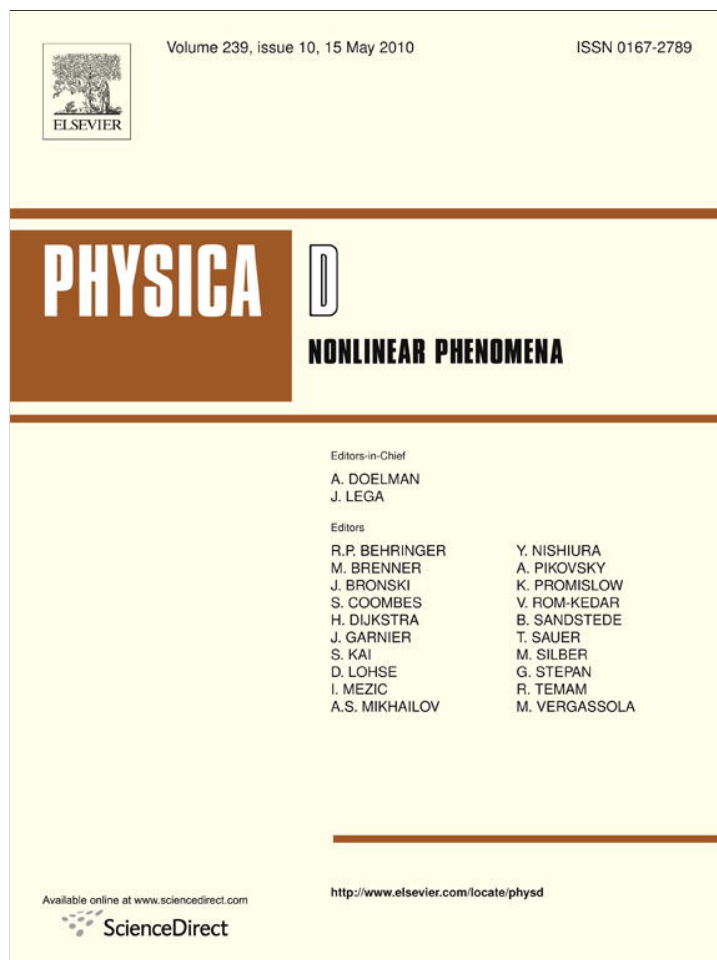 Volume 239, issue 10, 15 May 2010
ISSN 0167-2789
ELSEVIER
PHYSICA D
NONLINEAR PHENOMENA
Editors-in-Chief
A. DOELMAN
J. LEGA
Editors
R.P. BEHRINGER
M. BRENNER
J. BRONSKI
S. COOMBES
H. DIJKSTRA
J. GARNIER
S. KAI
D. LOHSE
I. MEZIC
A.S. MIKHAILOV
Y. NISHIURA
A. PIKOVSKY
K. PROMISLOW
V. ROM-KEDAR
B. SANDSTEDE
T. SAUER
M. SILBER
G. STEPAN
R. TEMAM
M. VERGASSOLA
Available online at www.sciencedirect.com
ScienceDirect
http://www.elsevier.com/locate/physd